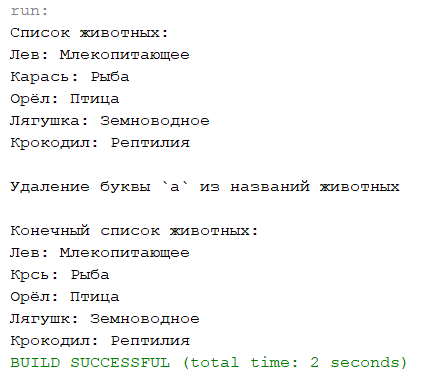 run:
Список животных:
Лев: Млекопитающее
Карась: Рыба
Орёл: Птица
Лягушка: Земноводное
Крокодил: Рептилия
Удаление буквы `а` из названий животных
Конечный список животных:
Лев: Млекопитающее
Крсь: Рыба
Орёл: Птица
Лягушк: Земноводное
Крокодил: Рептилия
BUILD SUCCESSFUL (total time: 2 seconds)